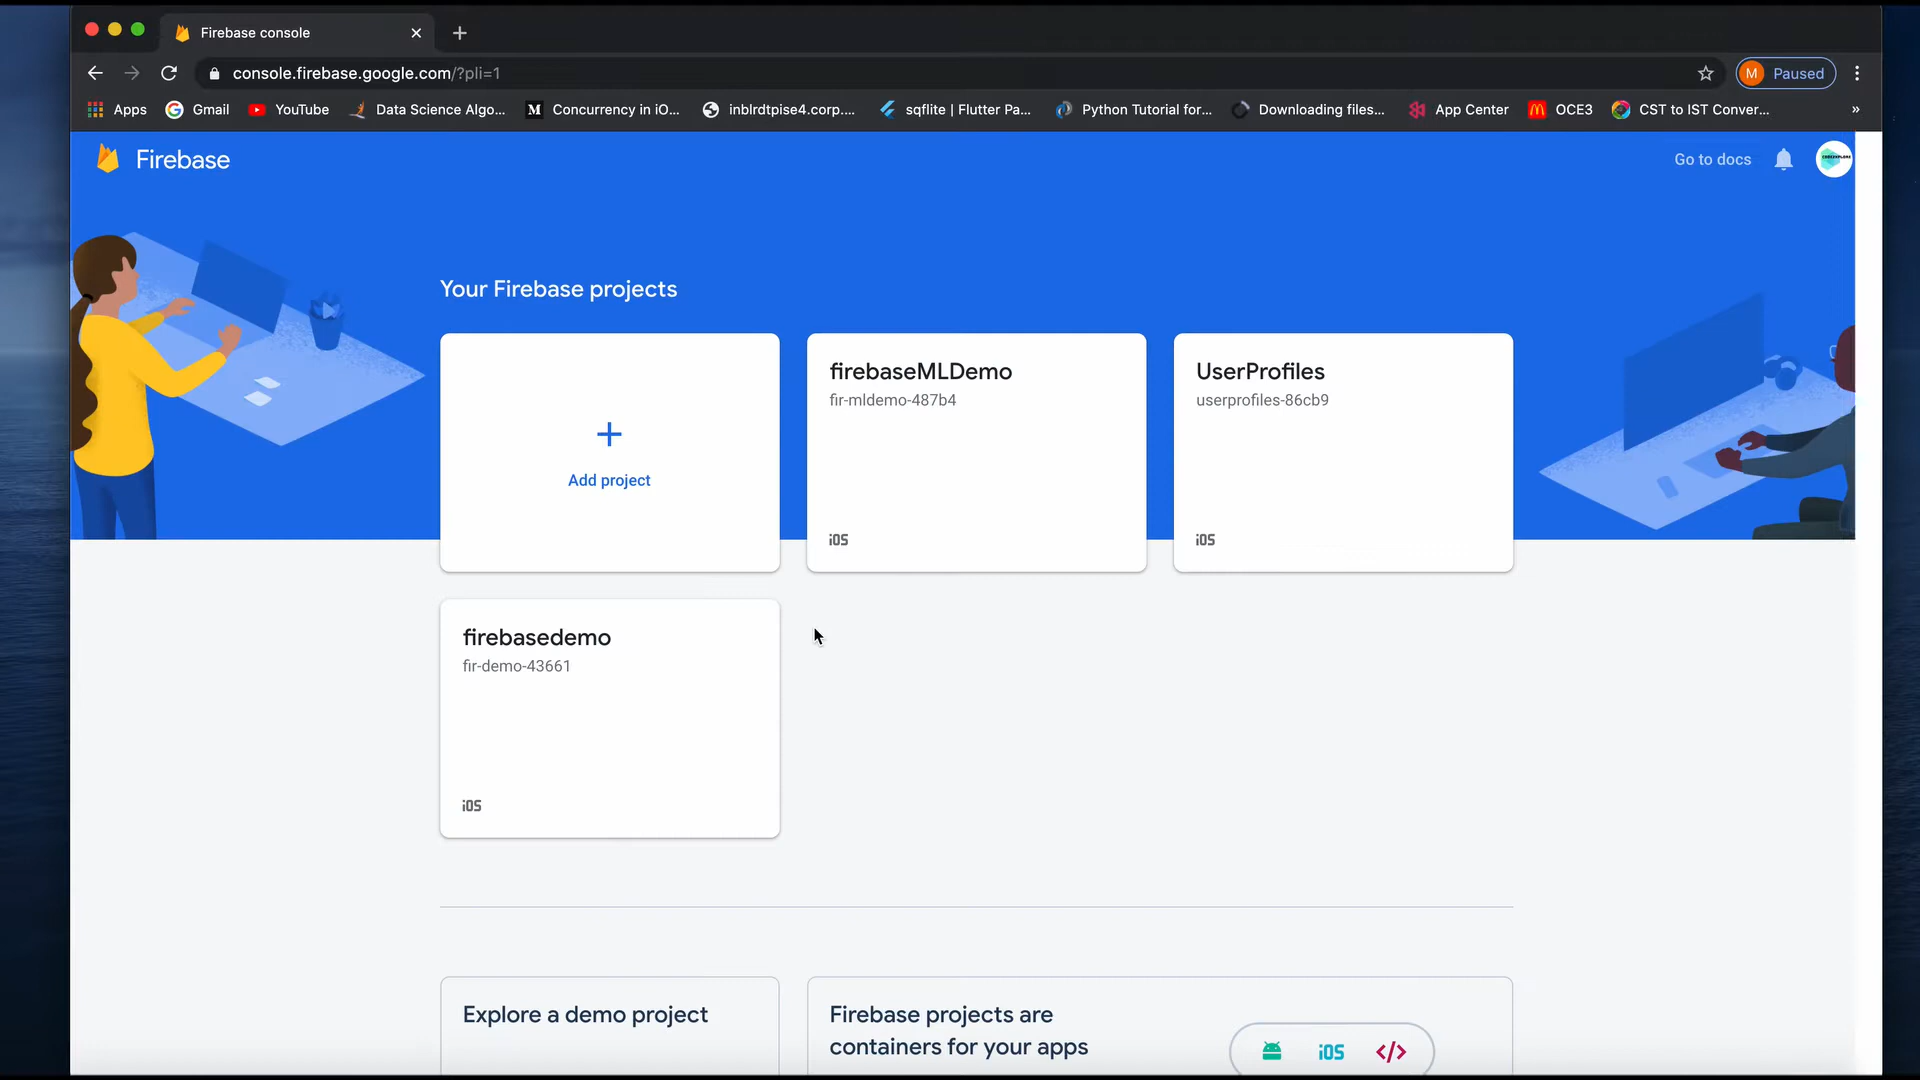 Firebase console
console.firebase.google.com/?pli=1
M Paused
Apps
Gmail
YouTube
Data Science Algo...
M Concurrency in iO...
inblrdtpise4.corp....
sqflite | Flutter Pa...
Python Tutorial for...
Downloading files...
App Center
OCE3
CST to IST Conver...
»
Firebase
Go to docs
Your Firebase projects
Add project
firebaseMLDemo
fir-mldemo-487b4
iOS
UserProfiles
userprofiles-86cb9
iOS
firebasedemo
fir-demo-43661
iOS
Explore a demo project
Firebase projects are
containers for your apps
iOS </>